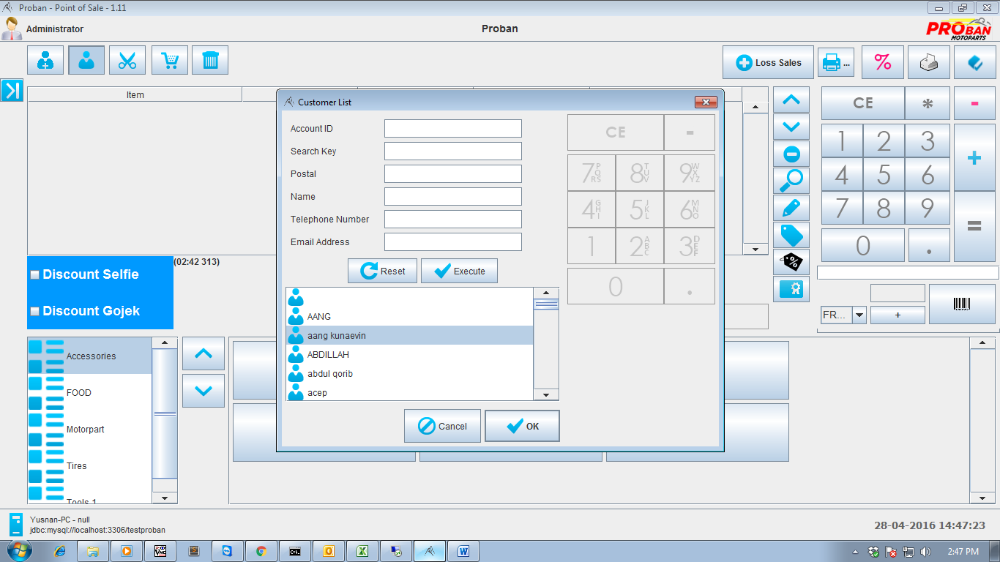 Proban - Point of Sale - 1.11
Administrator
Proban
PROBAN
MOTOPARTS
Loss Sales
...
%
Item
Customer List
Account ID
Search Key
Postal
Name
Telephone Number
Email Address
Reset
Execute
AANG
aang kunaevin
ABDILLAH
abdul qorib
acep
Cancel
OK
CE
-
7 PQRS
8 TUV
9 WXYZ
4 GHI
5 JKL
6 MNO
1
2 ABC
3 DEF
0
.
CE
*
-
1
2
3
+
4
5
6
7
8
9
=
0
.
%
FR...
+
(02:42 313)
Discount Selfie
Discount Gojek
Accessories
FOOD
Motorpart
Tires
Tools 1
Yusnan-PC - null
jdbc:mysql://localhost:3306/testproban
28-04-2016 14:47:23
2:47 PM